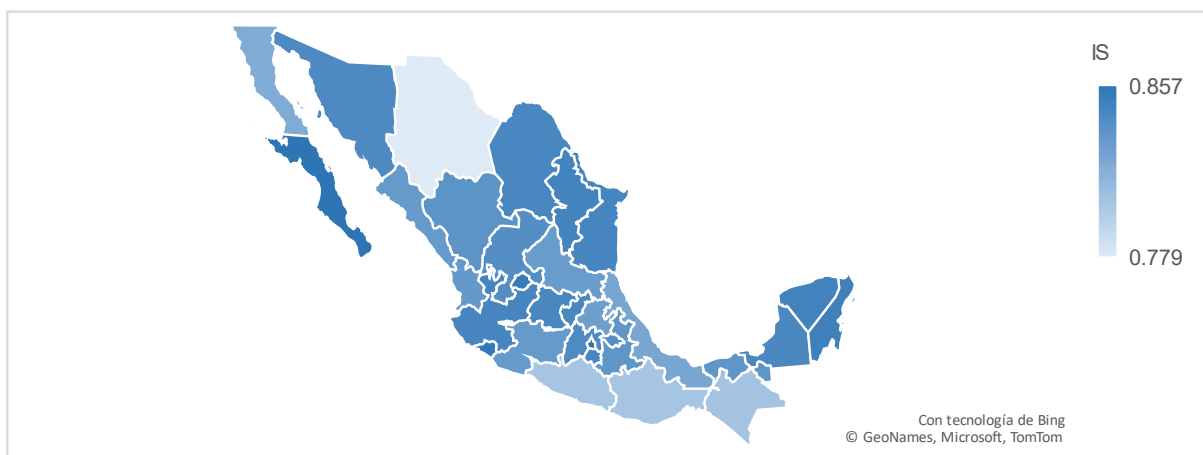 IS
0.857
0.779
Con tecnología de Bing
© GeoNames, Microsoft, TomTom